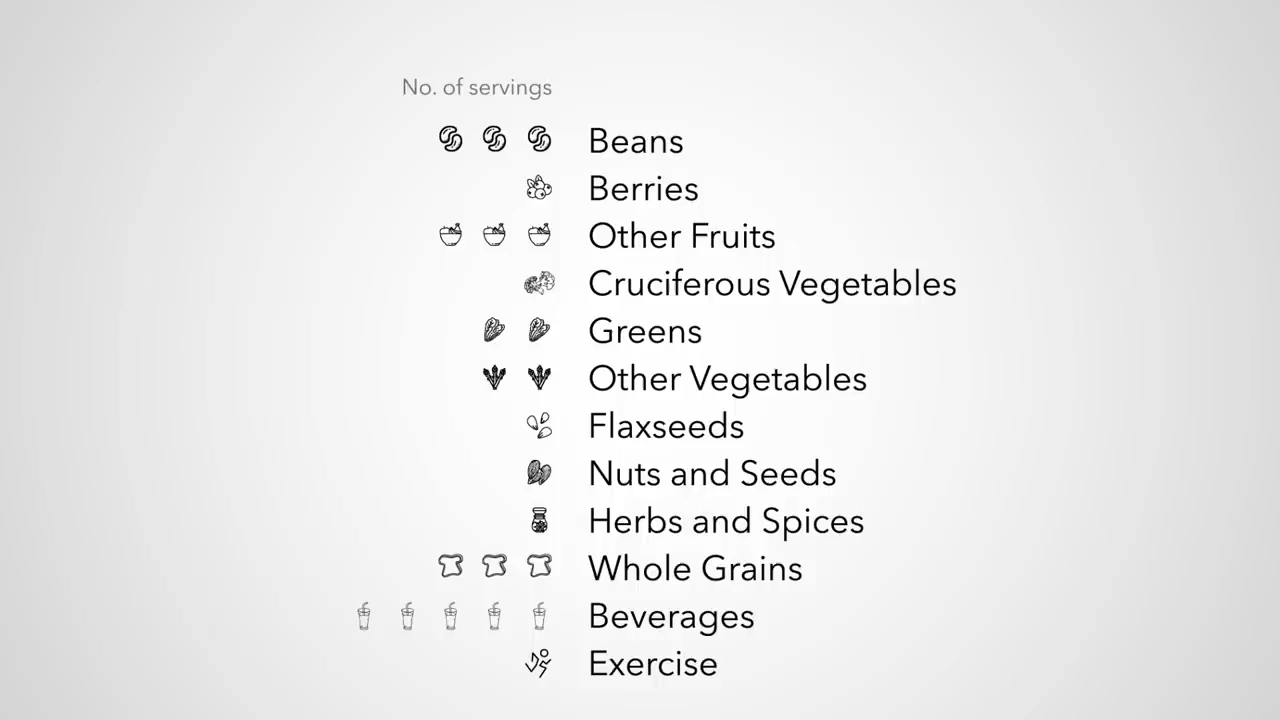 No. of servings
Beans
Berries
Other Fruits
Cruciferous Vegetables
Greens
Other Vegetables
Flaxseeds
Nuts and Seeds
Herbs and Spices
Whole Grains
Beverages
Exercise